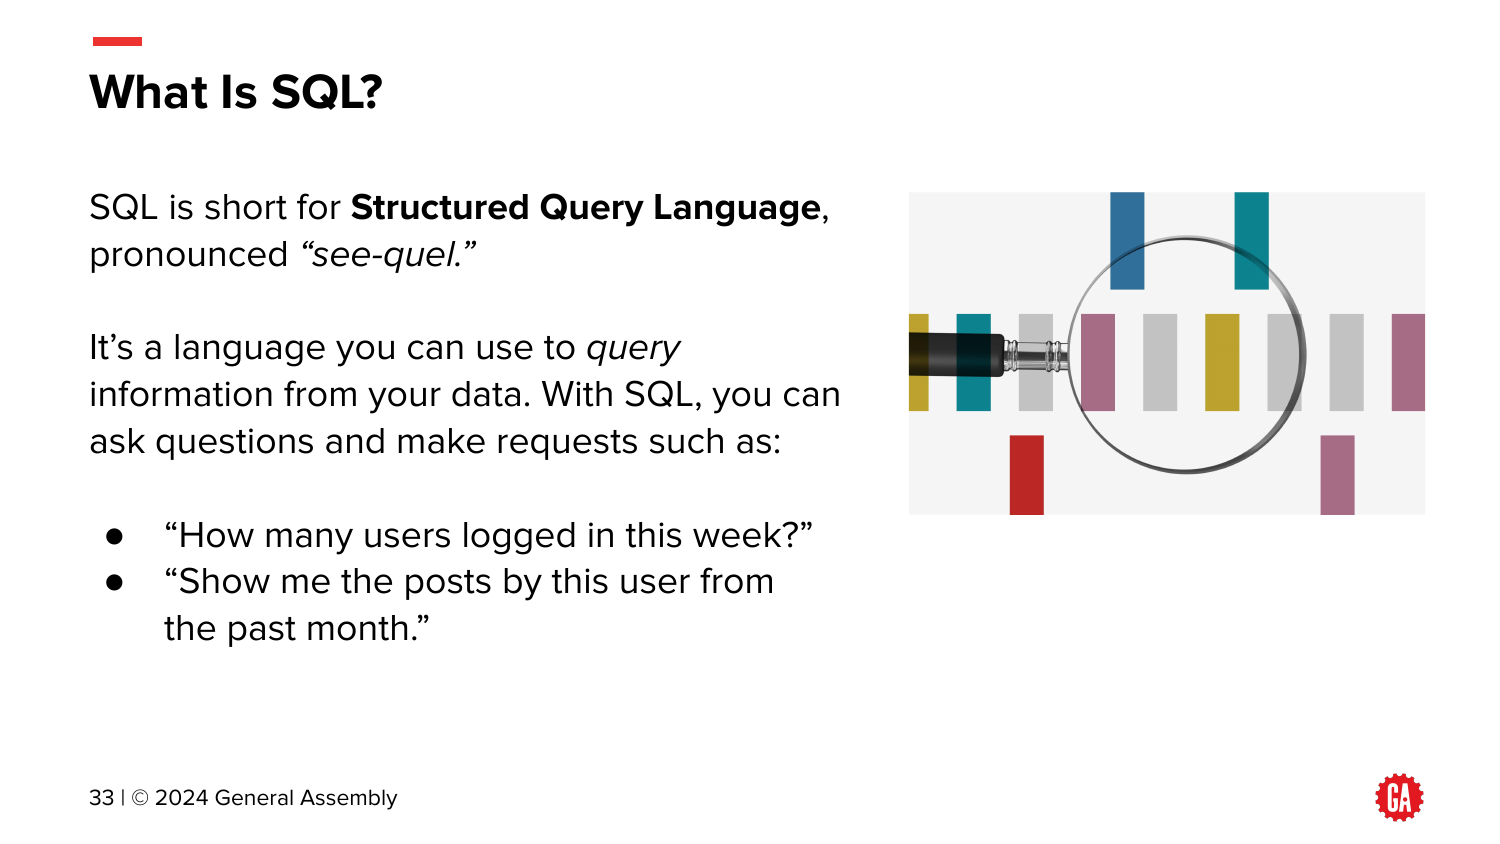 What Is SQL?
SQL is short for Structured Query Language,
pronounced “see-quel.”
It’s a language you can use to query
information from your data. With SQL, you can
ask questions and make requests such as:
● “How many users logged in this week?”
● “Show me the posts by this user from
the past month.”
33 | © 2024 General Assembly
GA